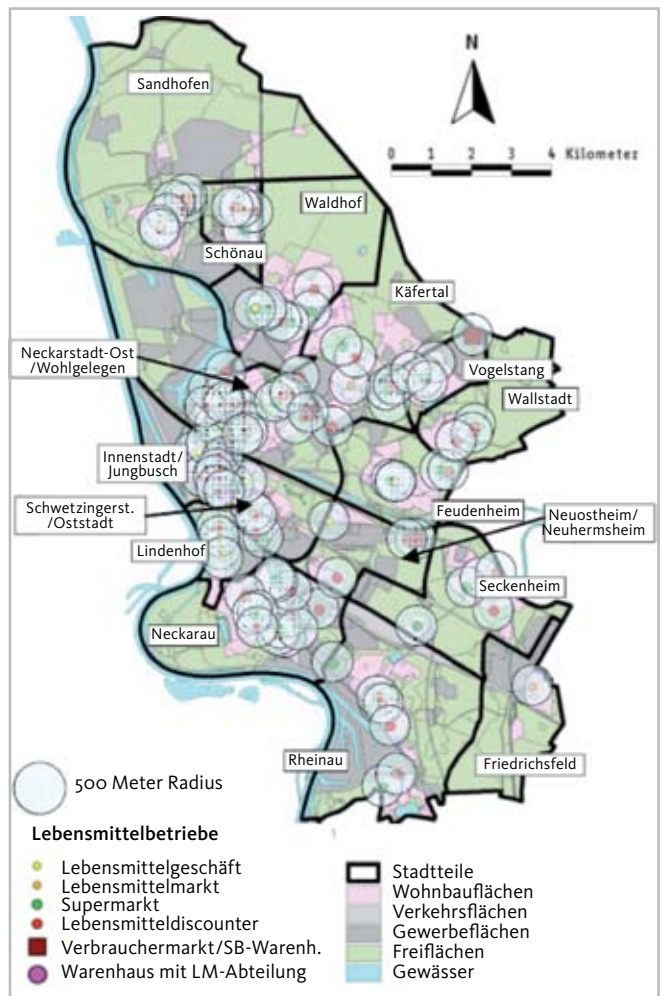 N
0 1 2 3 4 Kilometer
Sandhofen
Waldhof
Schönau
Käfertal
Neckarstadt-Ost
/Wohlgelegen
Vogelstang
Wallstadt
Innenstadt/
Jungbusch
Schwetzingerst.
/Oststadt
Feudenheim
Neuostheim/
Neuhermsheim
Lindenhof
Seckenheim
Neckarau
Rheinau
Friedrichsfeld
500 Meter Radius
Lebensmittelbetriebe
Lebensmittelgeschäft
Lebensmittelmarkt
Supermarkt
Lebensmitteldiscounter
Verbrauchermarkt/SB-Warenh.
Warenhaus mit LM-Abteilung
Stadtteile
Wohnbauflächen
Verkehrsflächen
Gewerbeflächen
Freiflächen
Gewässer